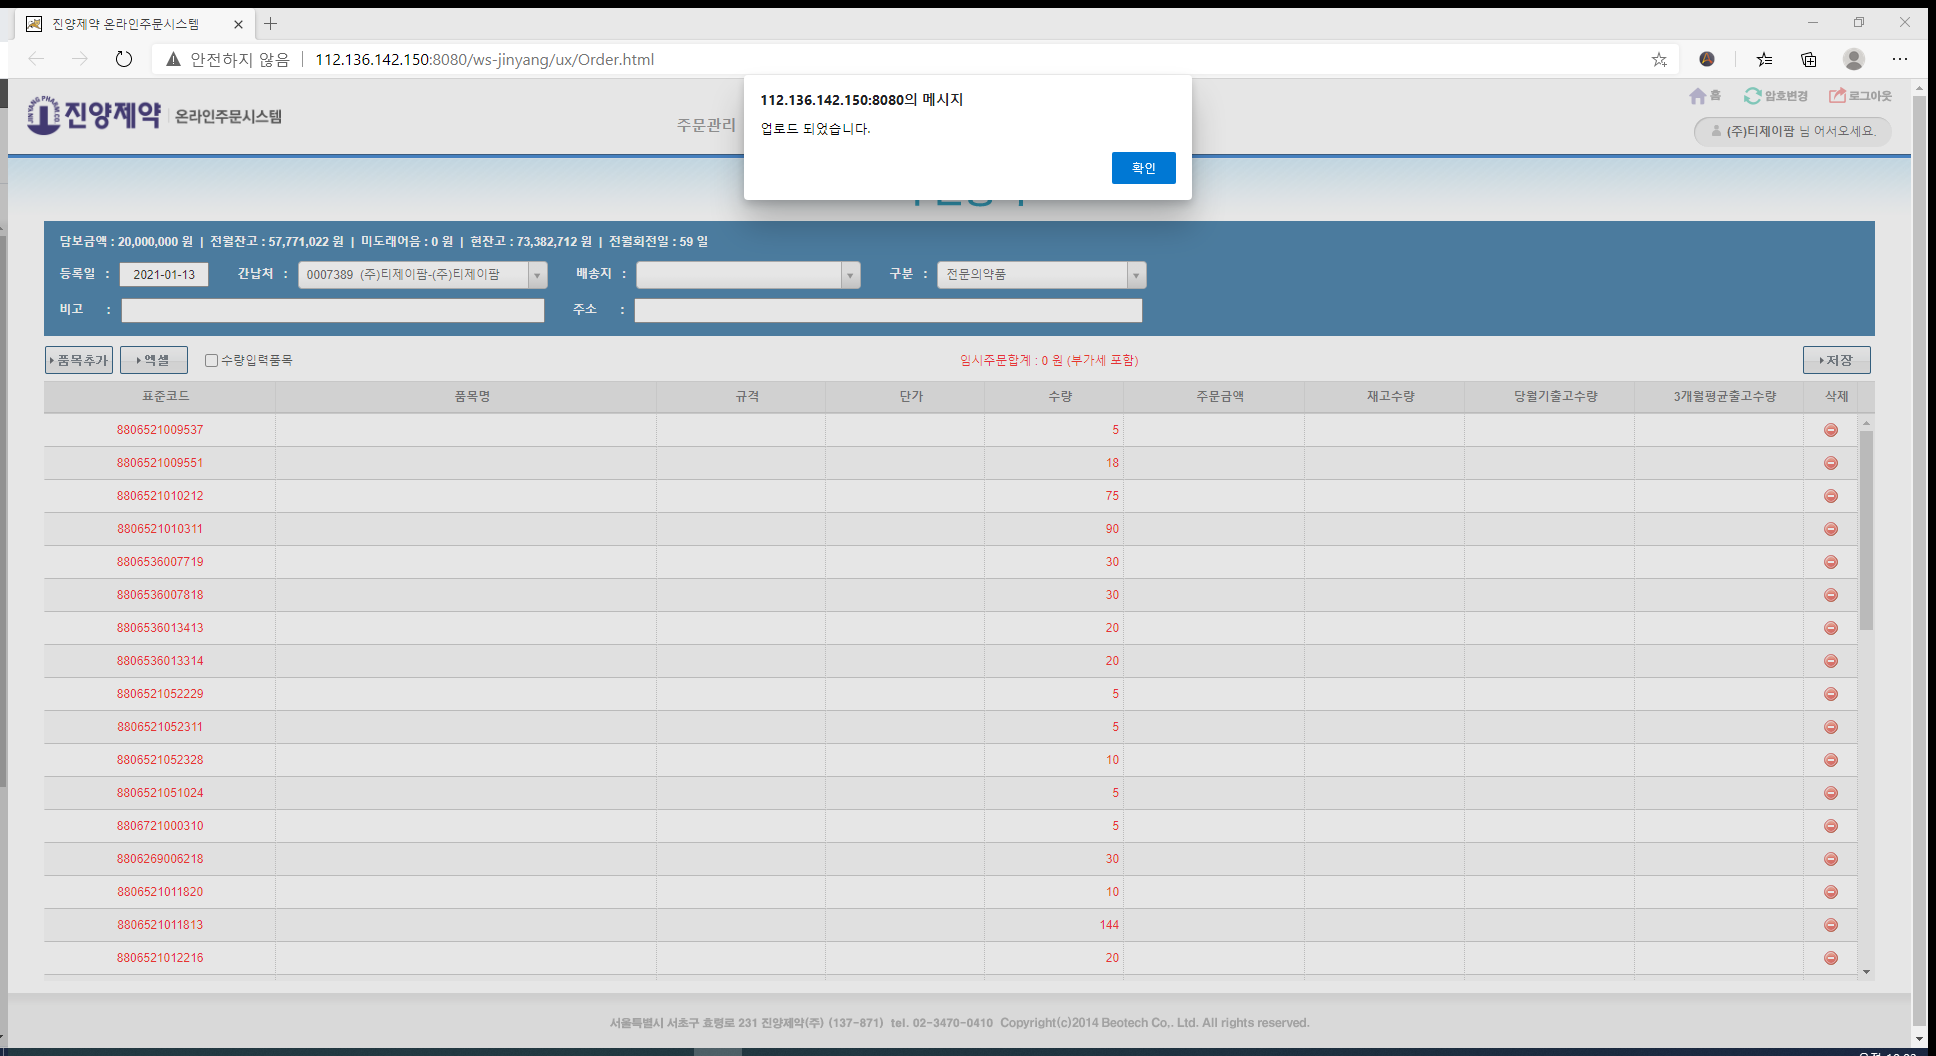 진양제약 온라인주문시스템
안전하지 않음 112.136.142.150:8080/ws-jinyang/ux/Order.html
112.136.142.150:8080의 메시지
업로드 되었습니다.
확인
JINYANG PHARM CO
진양제약 온라인주문시스템
주문관리
홈 암호변경 로그아웃
(주)티제이팜 님 어서오세요.
담보금액 : 20,000,000 원 | 전월잔고 : 57,771,022 원 | 미도래어음 : 0 원 | 현잔고 : 73,382,712 원 | 전월회전일 : 59 일
등록일 : 2021-01-13 간납처 : 0007389 (주)티제이팜-(주)티제이팜 배송지 : 구분 : 전문의약품
비고 : 주소 :
품목추가 엑셀 수량입력품목 임시주문합계 : 0 원 (부가세 포함) 저장
표준코드 품목명 규격 단가 수량 주문금액 재고수량 당월기출고수량 3개월평균출고수량 삭제
8806521009537 5
8806521009551 18
8806521010212 75
8806521010311 90
8806536007719 30
8806536007818 30
8806536013413 20
8806536013314 20
8806521052229 5
8806521052311 5
8806521052328 10
8806521051024 5
8806721000310 5
8806269006218 30
8806521011820 10
8806521011813 144
8806521012216 20
서울특별시 서초구 효령로 231 진양제약(주) (137-871) tel. 02-3470-0410 Copyright(c)2014 Beotech Co,. Ltd. All rights reserved.